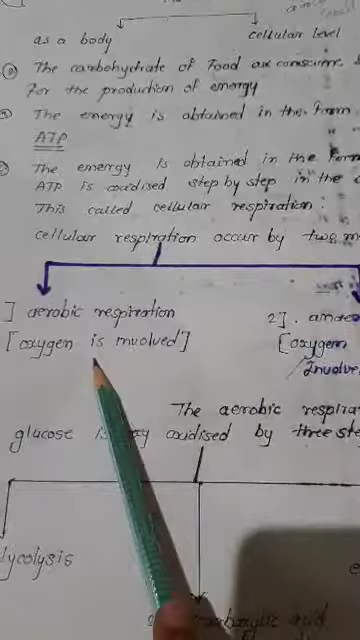 as a body cellular level
The carbohydrate of Food are consume
For the production of energy
The energy is obtained in the form
ATP
The emergy is obtained in the Form
ATP is oxidised step by step in the
This called cellular respiration:
cellular respiration occur by two
1] aerobic respiration 2].
[oxygen is involved] [oxygen
Involve
The aerobic respira
glucose is oxidised by three ste
lycolysis
acid